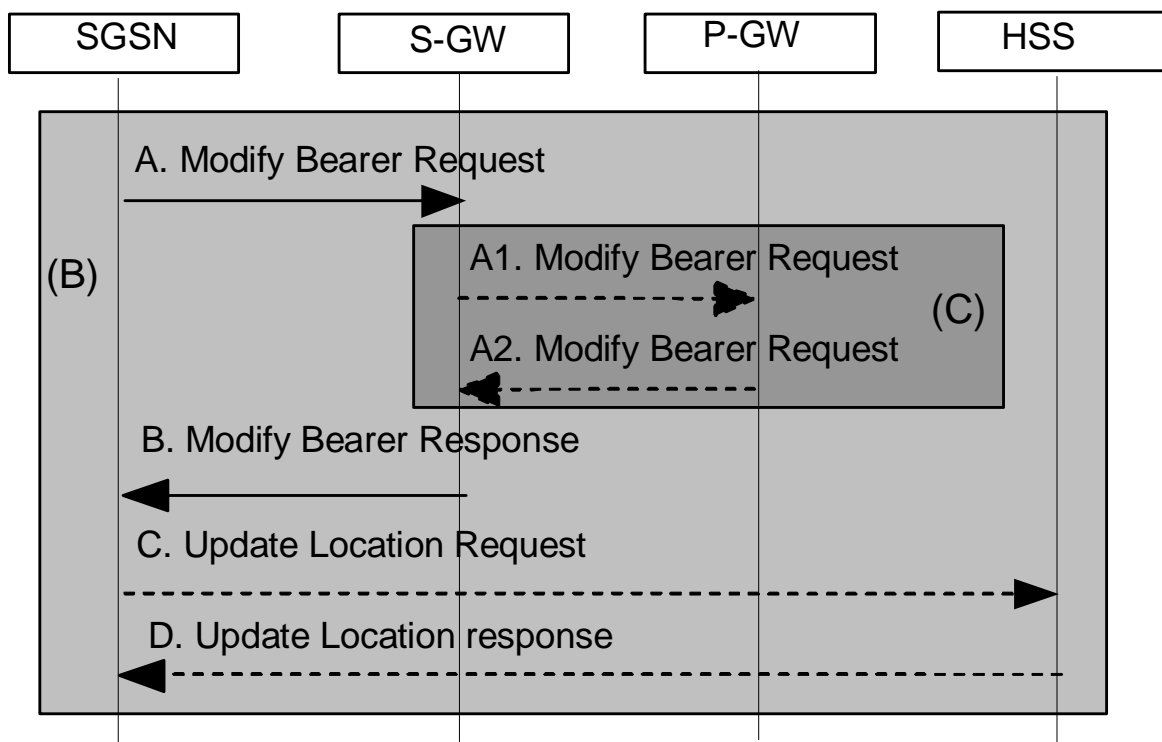 SGSN
S-GW
P-GW
HSS
A. Modify Bearer Request
A1. Modify Bearer Request
(B)
(C)
A2. Modify Bearer Request
B. Modify Bearer Response
C. Update Location Request
D. Update Location response